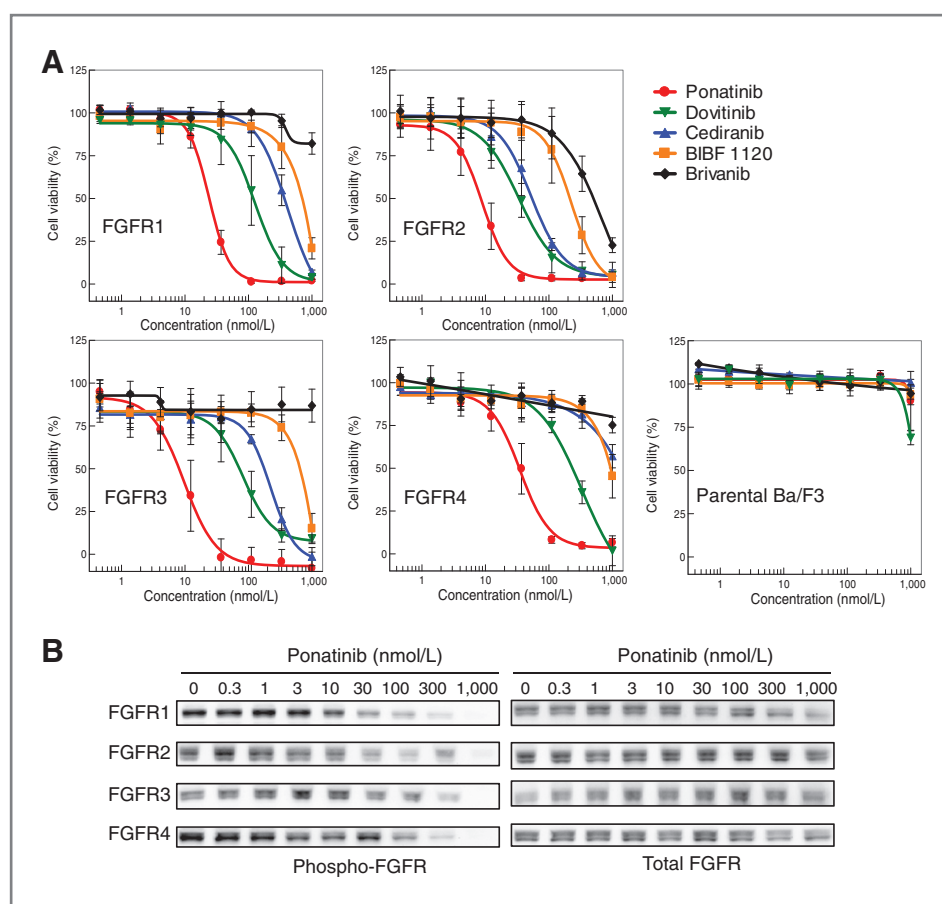 A
Ponatinib
Dovitinib
Cediranib
BIBF 1120
Brivanib
125
100
75
50
25
0
Cell viability (%)
FGFR1
1
10
100
1,000
Concentration (nmol/L)
125
100
75
50
25
0
Cell viability (%)
FGFR2
1
10
100
1,000
Concentration (nmol/L)
125
100
75
50
25
0
Cell viability (%)
FGFR3
1
10
100
1,000
Concentration (nmol/L)
125
100
75
50
25
0
Cell viability (%)
FGFR4
1
10
100
1,000
Concentration (nmol/L)
125
100
75
50
25
0
Cell viability (%)
Parental Ba/F3
1
10
100
1,000
Concentration (nmol/L)
B
Ponatinib (nmol/L)
0 0.3 1 3 10 30 100 300 1,000
Ponatinib (nmol/L)
0 0.3 1 3 10 30 100 300 1,000
FGFR1
FGFR2
FGFR3
FGFR4
Phospho-FGFR
Total FGFR